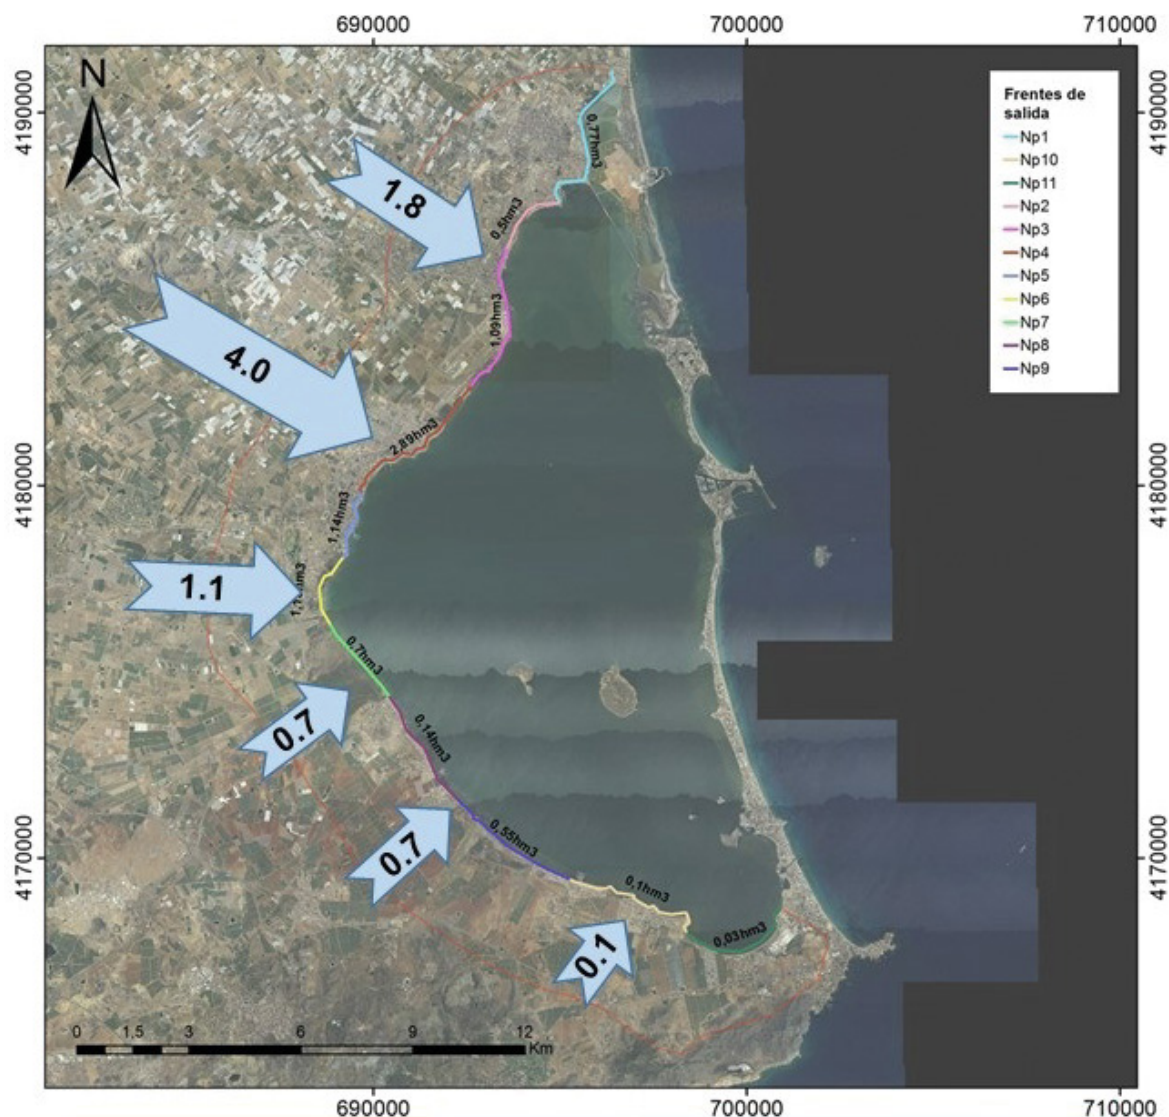 690000
700000
710000
N
4190000
4190000
Frentes de
salida
Np1
Np10
Np11
Np2
Np3
Np4
Np5
Np6
Np7
Np8
Np9
0,77hm3
1.8
0,5hm3
1,09hm3
4.0
2,89hm3
4180000
4180000
1,14hm3
1.1
0,7hm3
0.7
0,14hm3
0.7
0,55hm3
4170000
4170000
0,1hm3
0.1
0,03hm3
0 1,5 3 6 9 12
Km
690000
700000
710000